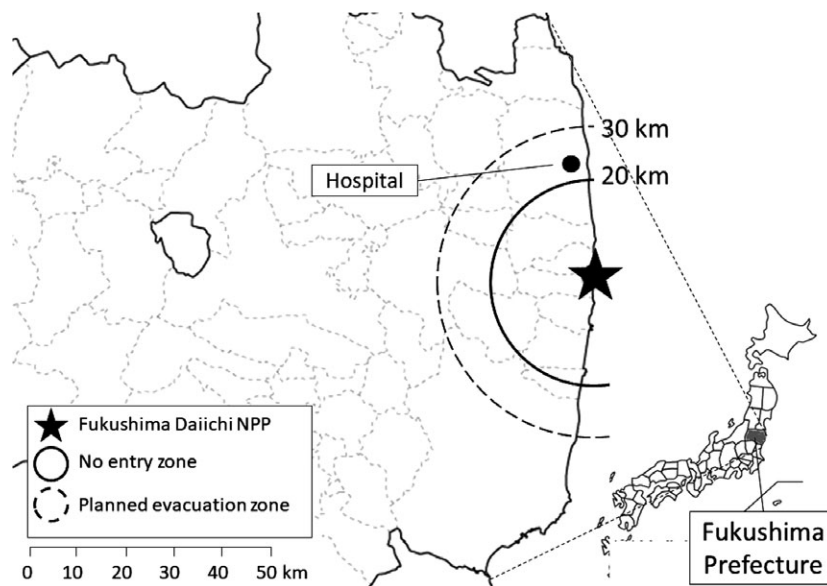 30 km
Hospital
20 km
Fukushima Daiichi NPP
No entry zone
Planned evacuation zone
0 10 20 30 40 50 km
Fukushima
Prefecture